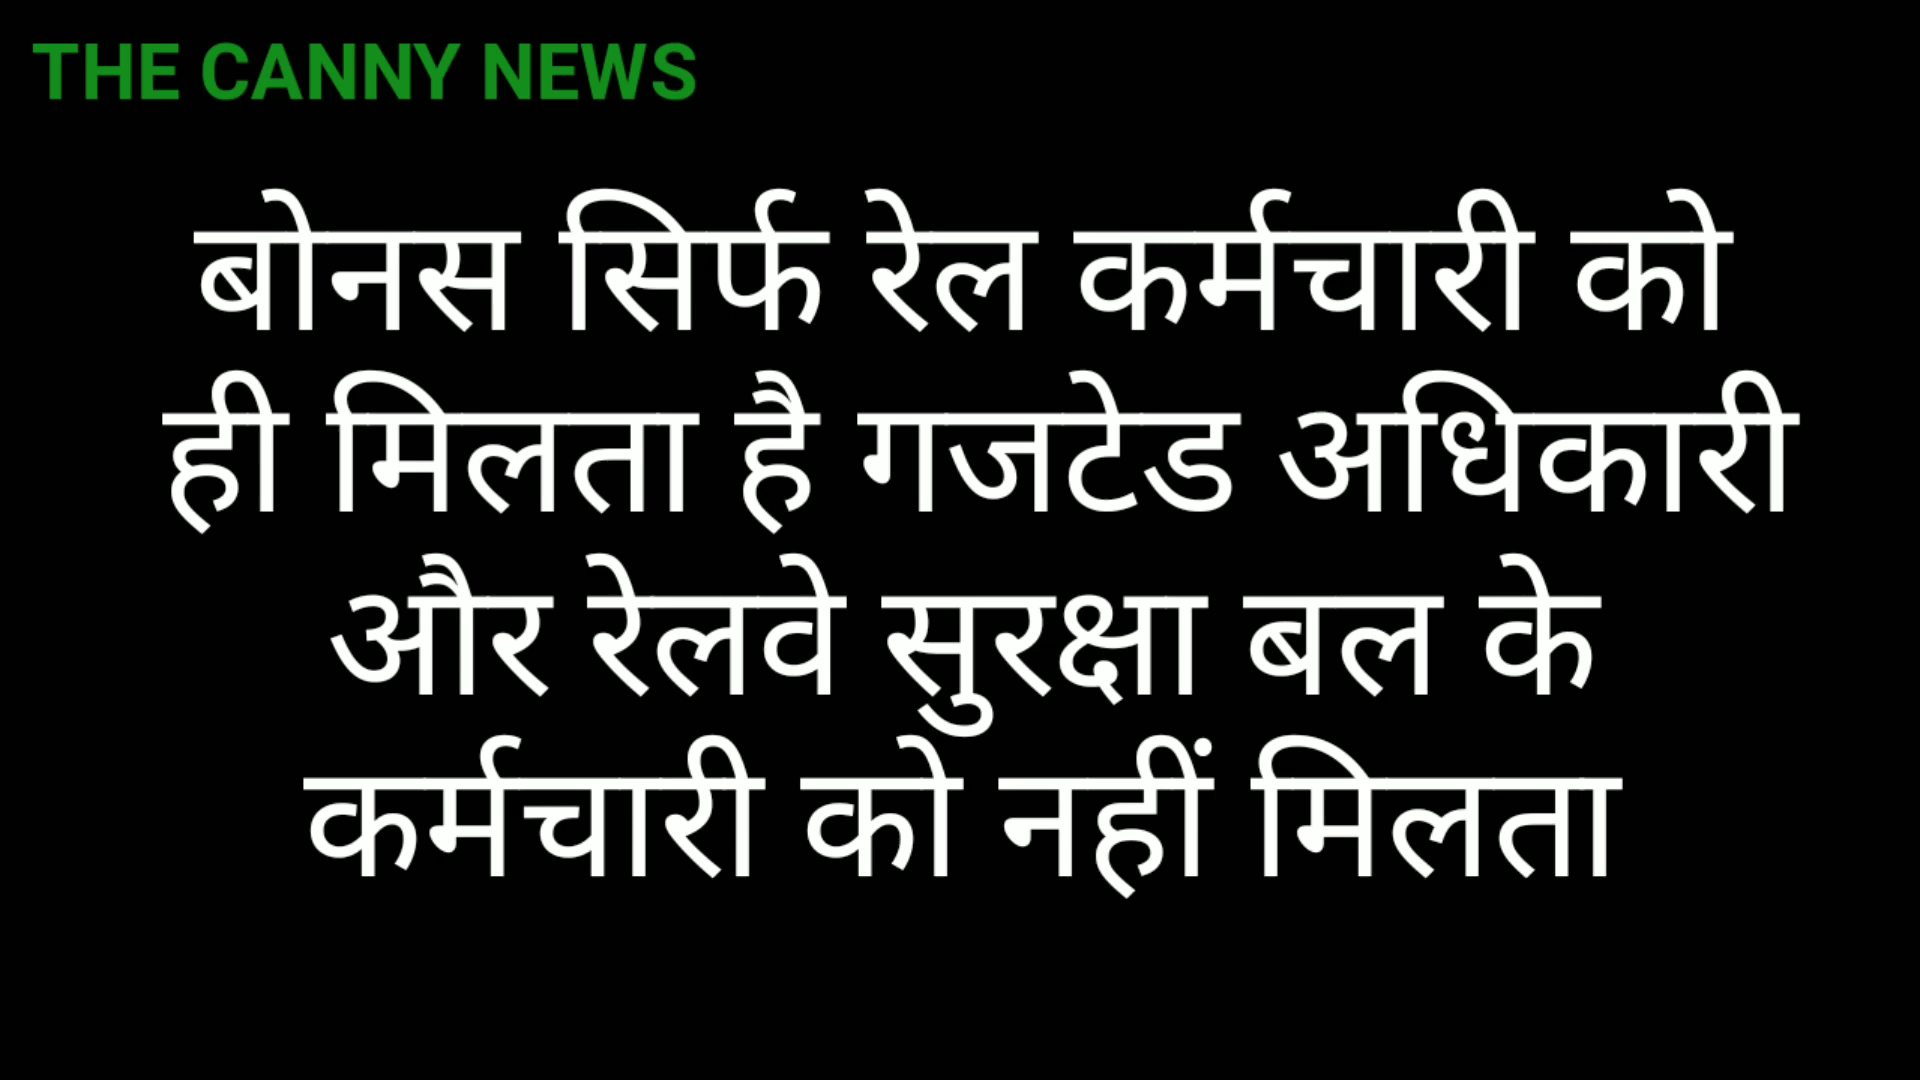 THE CANNY NEWS
बोनस सिर्फ रेल कर्मचारी को
ही मिलता है गजटेड अधिकारी
और रेलवे सुरक्षा बल के
कर्मचारी को नहीं मिलता